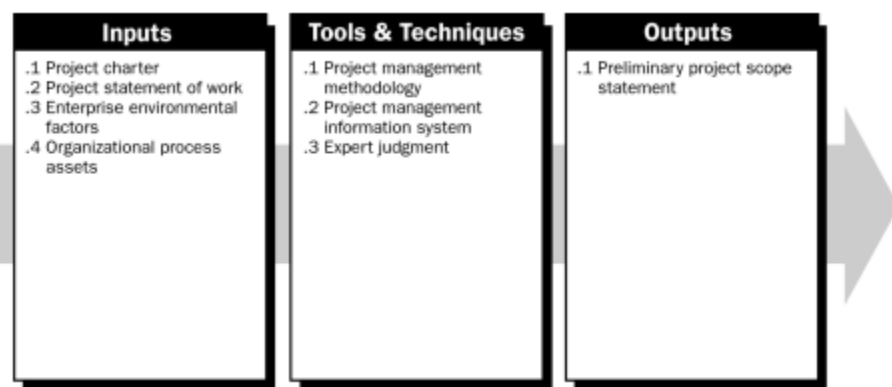 Inputs
.1 Project charter
.2 Project statement of work
.3 Enterprise environmental
factors
.4 Organizational process
assets
Tools & Techniques
.1 Project management
methodology
.2 Project management
information system
.3 Expert judgment
Outputs
.1 Preliminary project scope
statement